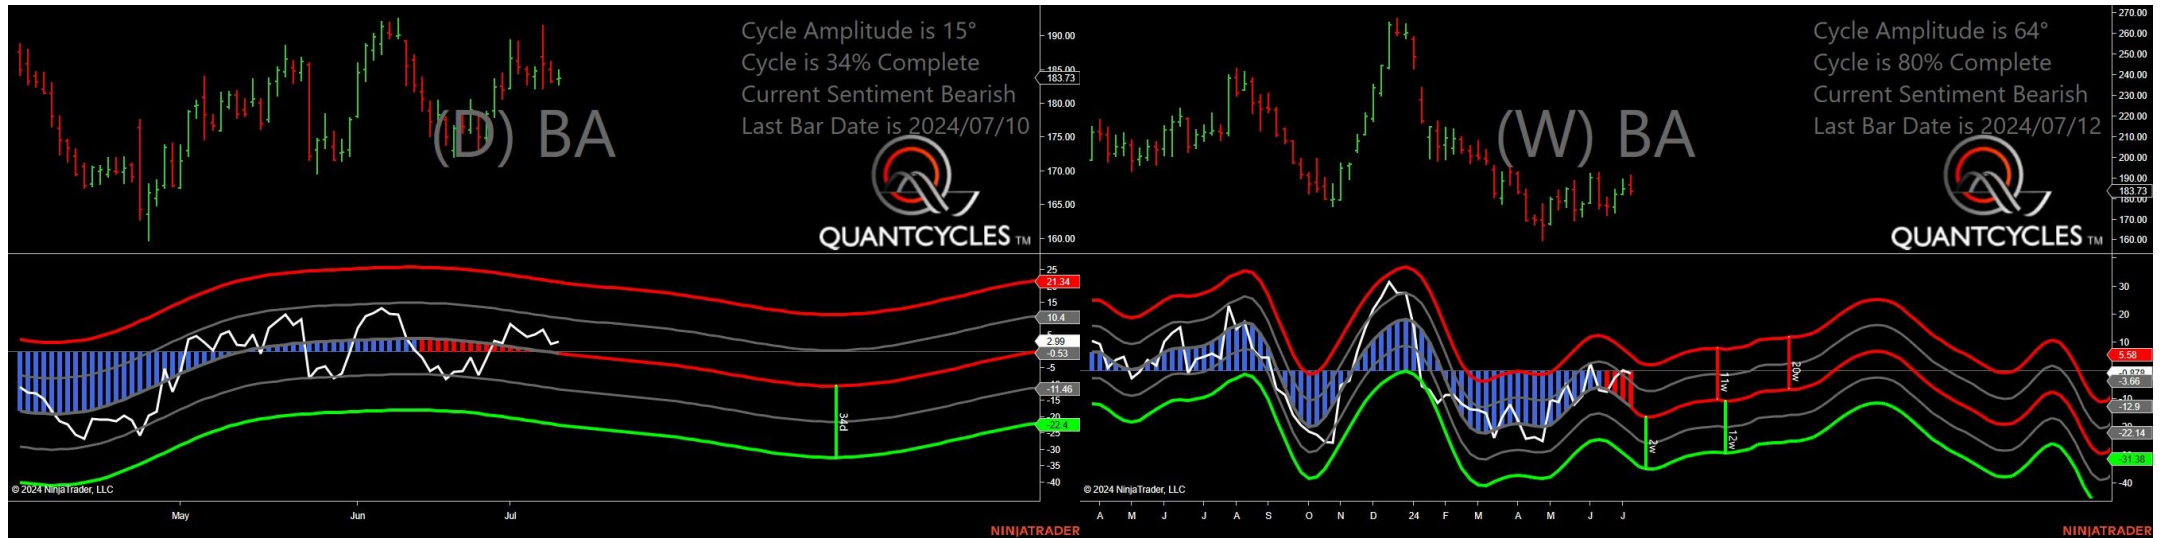 Cycle Amplitude is 15°
Cycle is 34% Complete
Current Sentiment Bearish
Last Bar Date is 2024/07/10
(D) BA
QUANTCYCLES TM
190.00
185.00
183.73
180.00
175.00
170.00
165.00
160.00
25
21.34
15
10.4
5
2.99
-0.53
-5
-11.46
-15
-20
-22.4
-25
-30
-35
-40
34d
© 2024 NinjaTrader, LLC
May
Jun
Jul
NINJATRADER
Cycle Amplitude is 64°
Cycle is 80% Complete
Current Sentiment Bearish
Last Bar Date is 2024/07/12
(W) BA
QUANTCYCLES TM
270.00
260.00
250.00
240.00
230.00
220.00
210.00
200.00
190.00
183.73
180.00
170.00
160.00
30
20
10
5.58
-0.878
-3.66
-10
-12.9
-22.14
-31.38
-40
2w
11w
12w
20w
© 2024 NinjaTrader, LLC
A
M
J
J
A
S
O
N
D
24
F
M
A
M
J
J
NINJATRADER